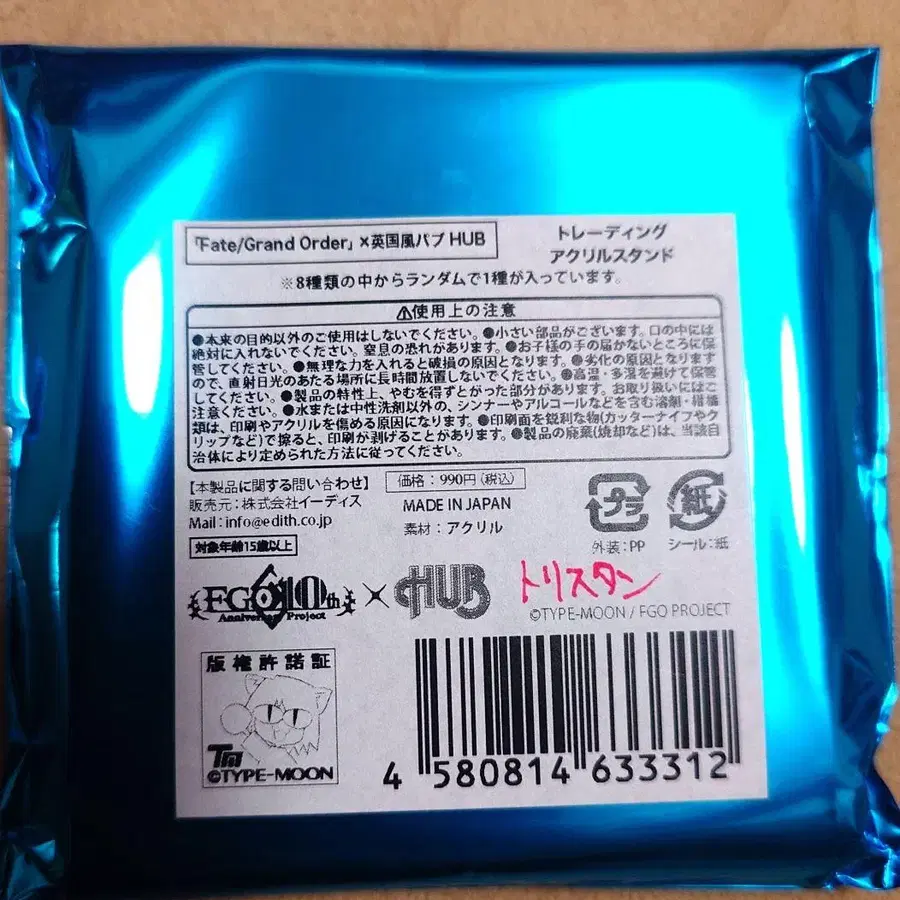 「Fate/Grand Order」×英国風パブ HUB
トレーディング
アクリルスタンド
※8種類の中からランダムで1種が入っています。
⚠使用上の注意
●本来の目的以外のご使用はしないでください。●小さい部品がございます。口の中には
絶対に入れないでください。窒息の恐れがあります。●お子様の手の届かないところに保
管してください。●無理な力を入れると破損の原因となります。●劣化の原因となります
ので、直射日光のあたる場所に長時間放置しないでください。●高温・多湿を避けて保管
してください。●製品の特性上、やむを得ずとがった部分があります。お取り扱いにはご
注意ください。●水または中性洗剤以外の、シンナーやアルコールなどを含む溶剤・柑橘
類は、印刷やアクリルを傷める原因になります。●印刷面を鋭利な物(カッターナイフやク
リップなど)で擦ると、印刷が剥げることがあります。●製品の廃棄(焼却など)は、当該自
治体により定められた方法に従ってください。
【本製品に関する問い合わせ】
販売元：株式会社イーディス
Mail：info@edith.co.jp
対象年齢15歳以上
価格：990円(税込)
MADE IN JAPAN
素材：アクリル
プラ
外装：PP
紙
シール：紙
FGO 10th
Anniversary Project
×
HUB
トリスタン
©TYPE-MOON / FGO PROJECT
版権許諾証
TM
©TYPE-MOON
4 580814 633312